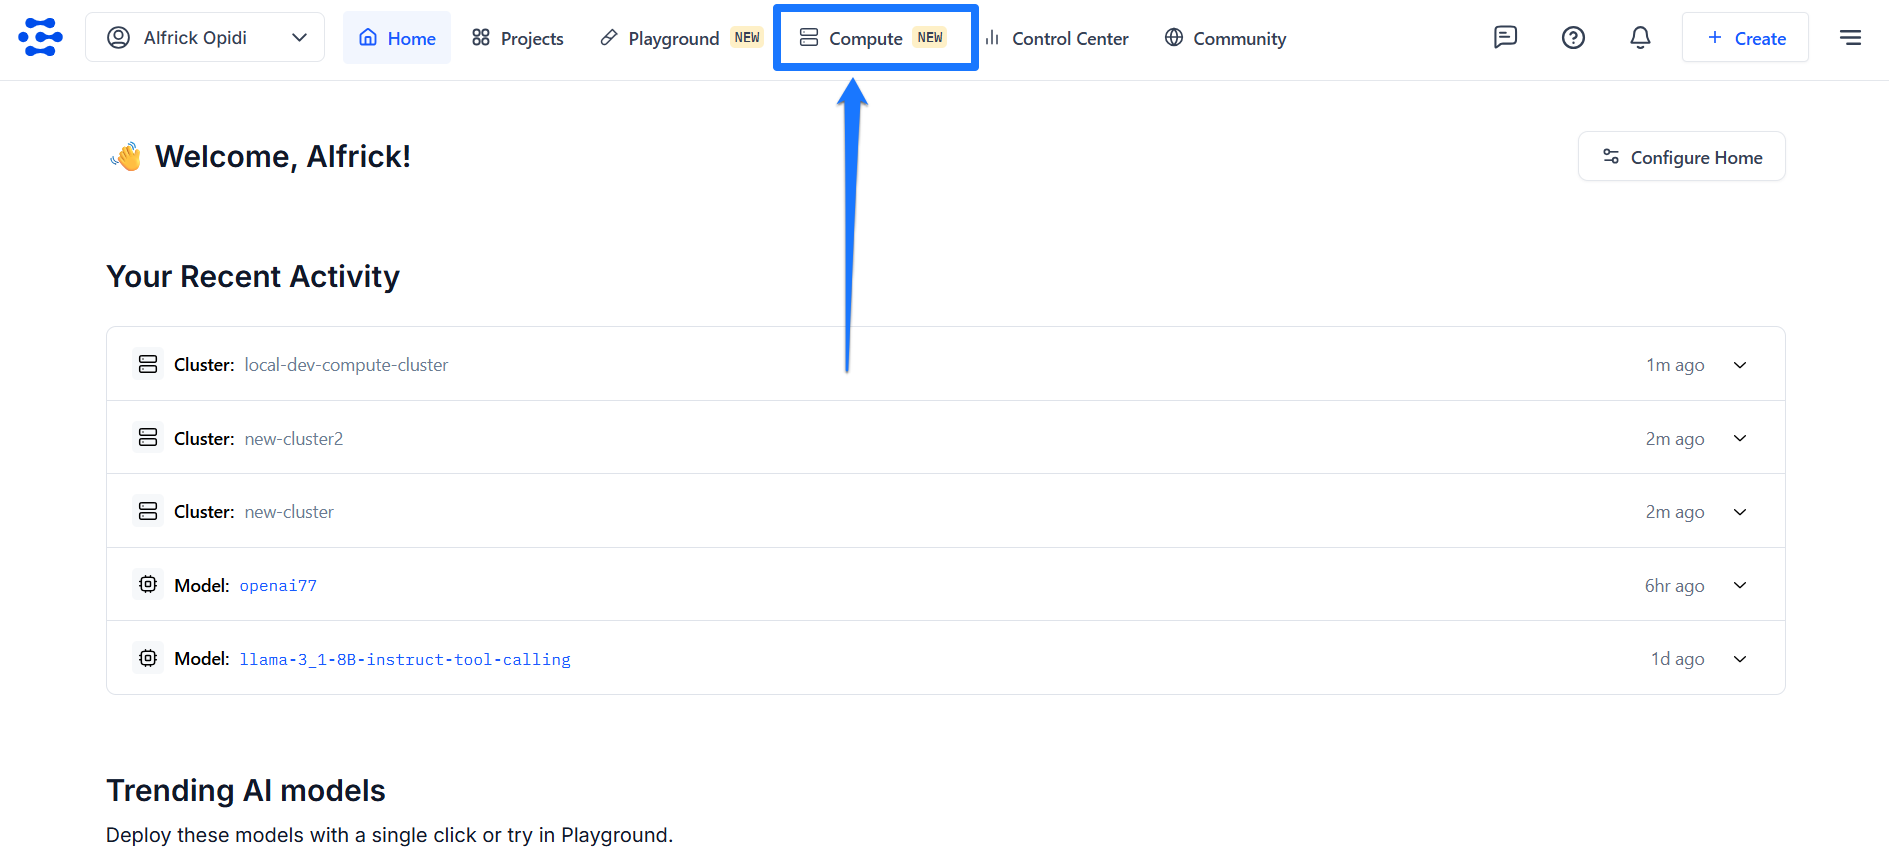 Alfrick Opidi Home Projects Playground NEW Compute NEW Control Center Community + Create
Welcome, Alfrick! Configure Home
Your Recent Activity
Cluster: local-dev-compute-cluster 1m ago
Cluster: new-cluster2 2m ago
Cluster: new-cluster 2m ago
Model: openai77 6hr ago
Model: llama-3_1-8B-instruct-tool-calling 1d ago
Trending AI models
Deploy these models with a single click or try in Playground.